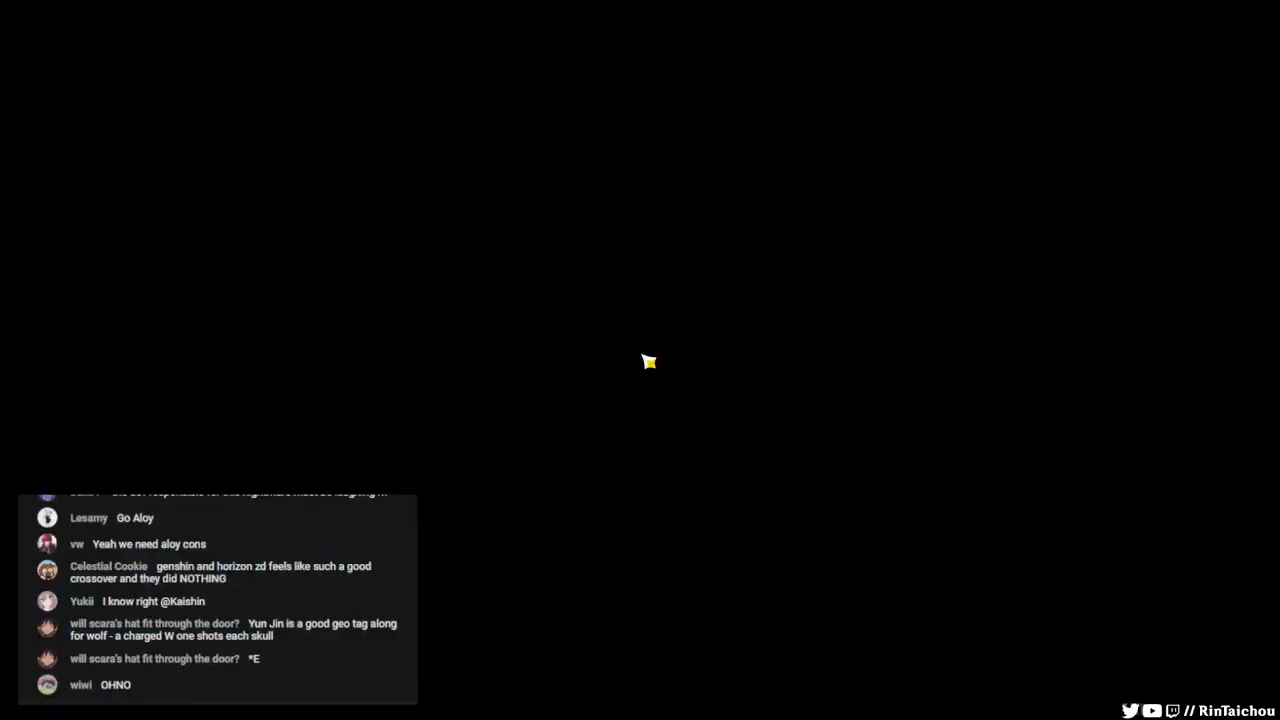 Lesamy Go Aloy
vw Yeah we need aloy cons
Celestial Cookie genshin and horizon zd feels like such a good
crossover and they did NOTHING
Yukii I know right @Kaishin
will scara's hat fit through the door? Yun Jin is a good geo tag along
for wolf - a charged W one shots each skull
will scara's hat fit through the door? *E
wiwi OHNO
// RinTaichou